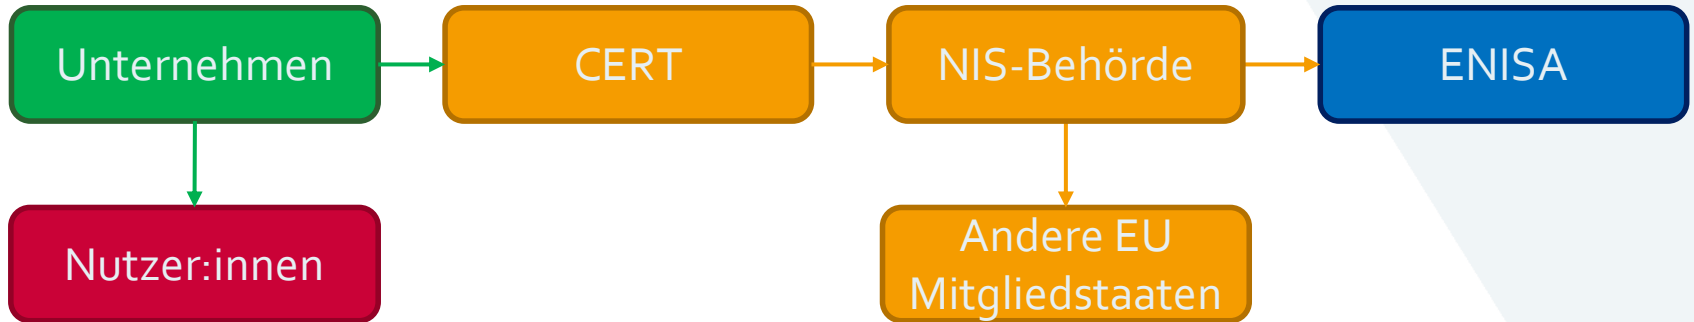 Unternehmen
CERT
NIS-Behörde
ENISA
Nutzer:innen
Andere EU
Mitgliedstaaten